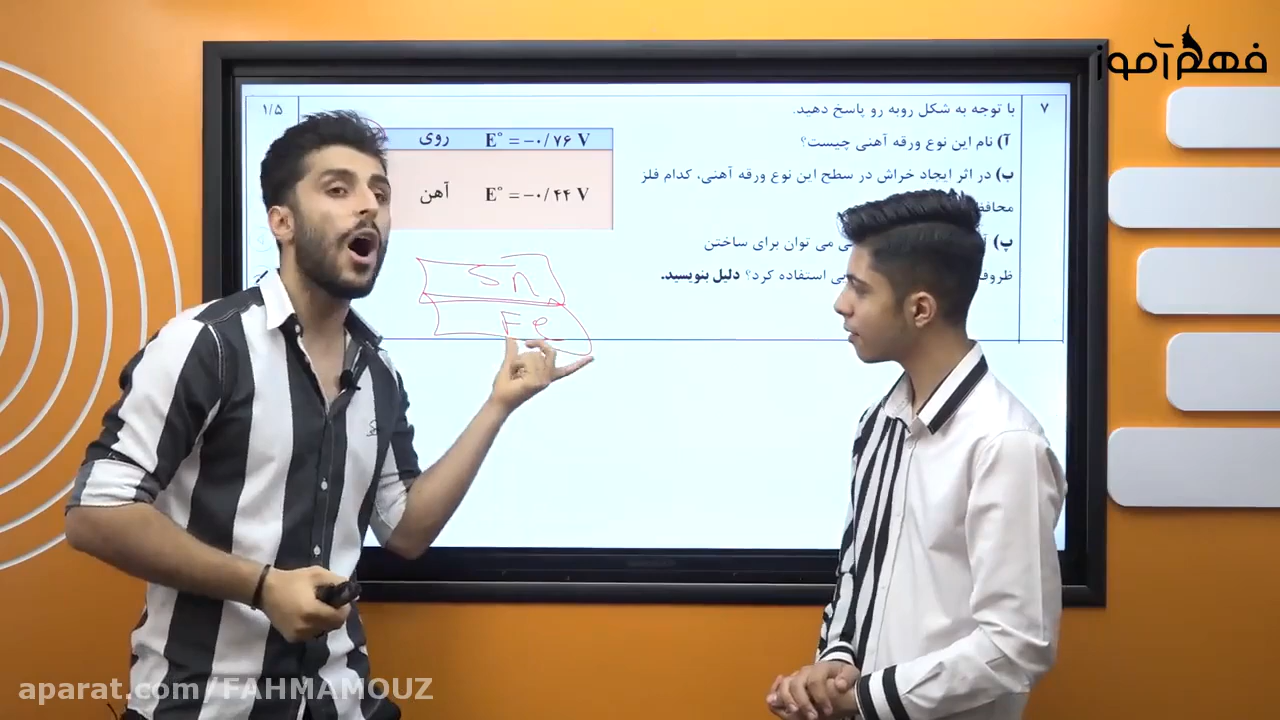 فهم‌آموز
۷
با توجه به شکل روبه رو پاسخ دهید.
۱/۵
آ) نام این نوع ورقه آهنی چیست؟
ب) در اثر ایجاد خراش در سطح این نوع ورقه آهنی، کدام فلز
پ)
می توان برای ساختن
استفاده کرد؟ دلیل بنویسید.
روی E° = −۰/۷۶ V
آهن E° = −۰/۴۴ V
Sn
Fe
aparat.com/FAHMAMOUZ